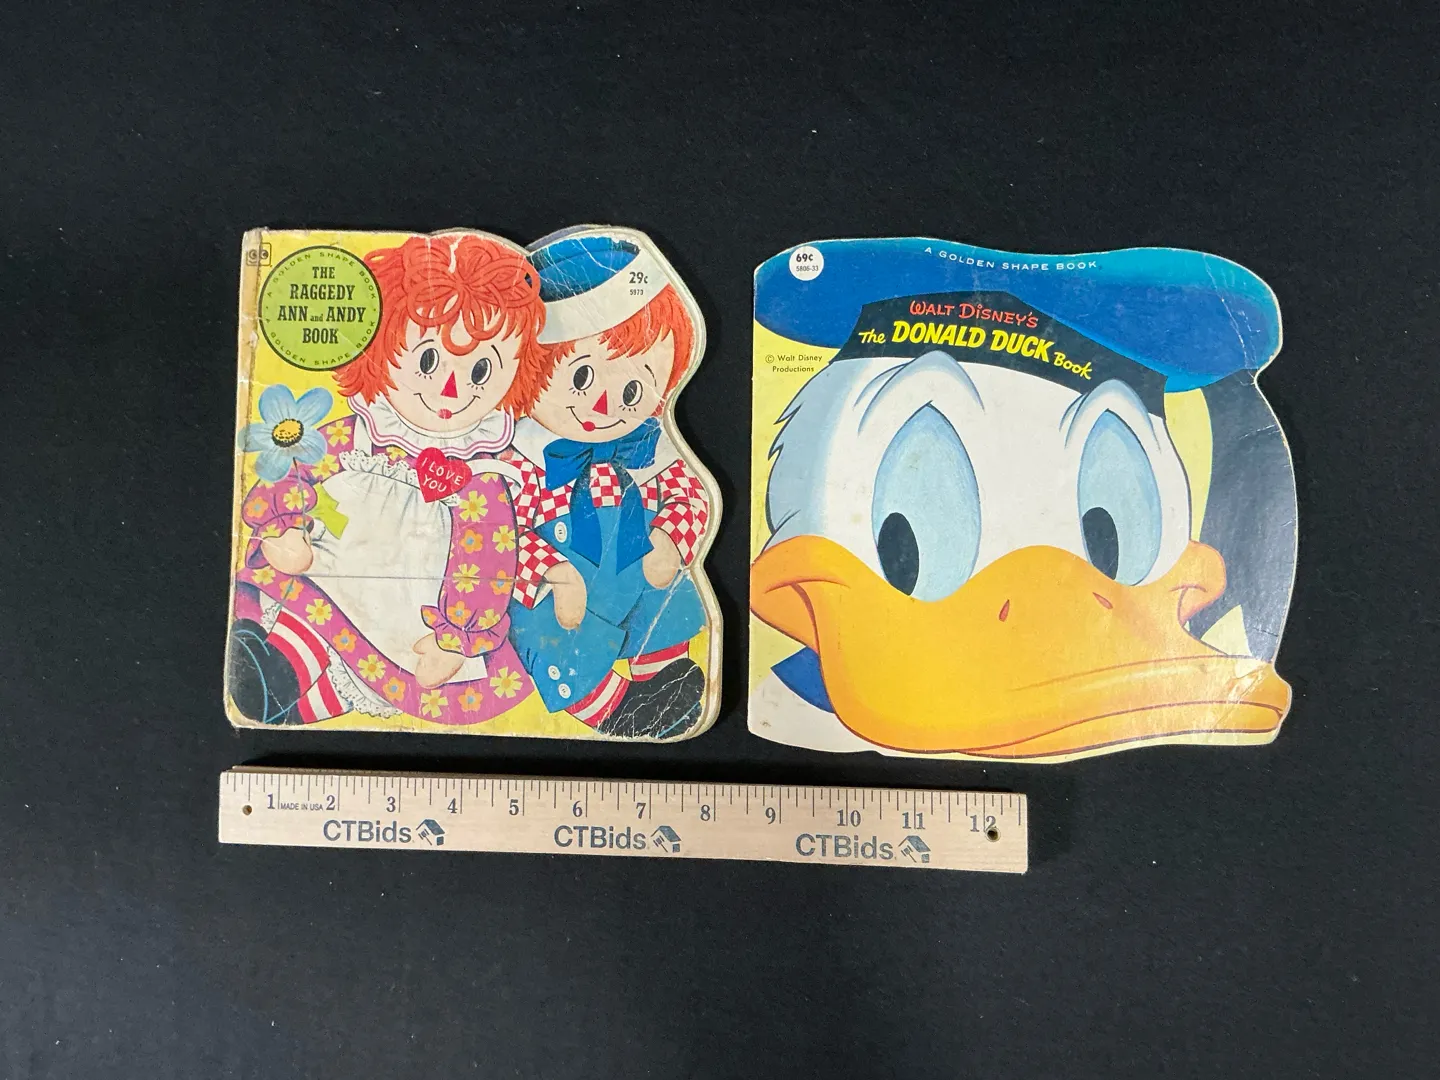 A GOLDEN SHAPE BOOK
THE
RAGGEDY
ANN and ANDY
BOOK
A GOLDEN SHAPE BOOK
29¢
5973
I LOVE
YOU
69¢
5806-33
A GOLDEN SHAPE BOOK
WALT DISNEY'S
The DONALD DUCK Book
© Walt Disney
Productions
1 MADE IN USA 2 3 4 5 6 7 8 9 10 11 12
CTBids CTBids CTBids